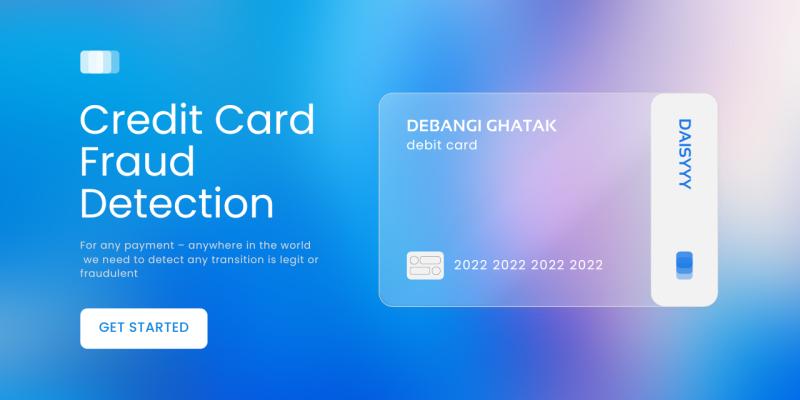 Credit Card
Fraud
Detection
For any payment – anywhere in the world
we need to detect any transition is legit or
fraudulent
GET STARTED
DEBANGI GHATAK
debit card
2022 2022 2022 2022
DAISYYY